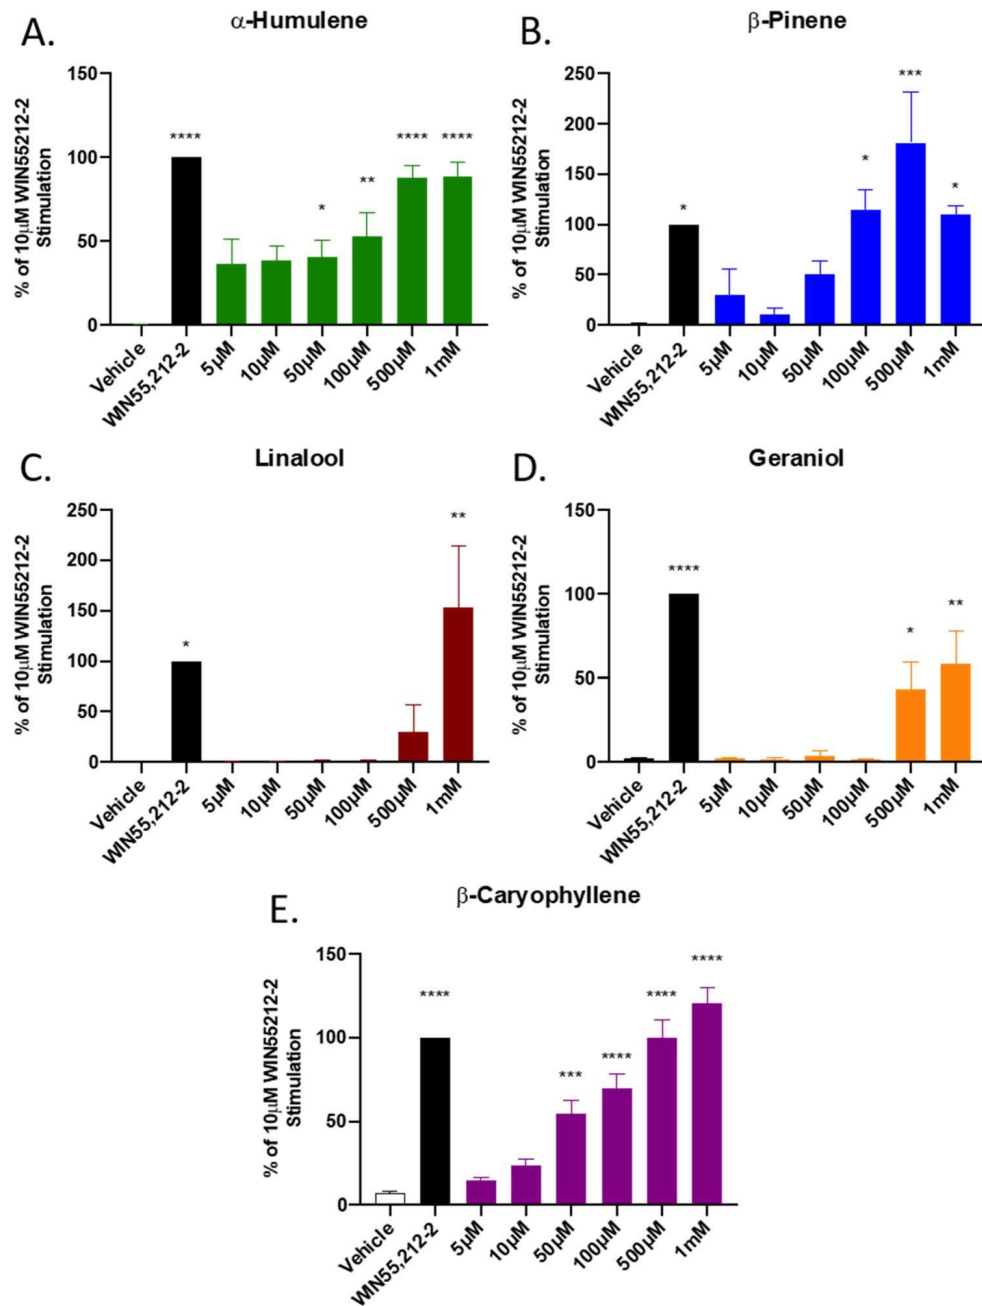 A.
α-Humulene
% of 10μM WIN55212-2
Stimulation
150
100
50
0
****
*
**
****
****
Vehicle
WIN55,212-2
5μM
10μM
50μM
100μM
500μM
1mM
B.
β-Pinene
% of 10μM WIN55212-2
Stimulation
250
200
150
100
50
0
*
*
***
*
Vehicle
WIN55,212-2
5μM
10μM
50μM
100μM
500μM
1mM
C.
Linalool
% of 10μM WIN55212-2
Stimulation
250
200
150
100
50
0
*
**
Vehicle
WIN55,212-2
5μM
10μM
50μM
100μM
500μM
1mM
D.
Geraniol
% of 10μM WIN55212-2
Stimulation
150
100
50
0
****
*
**
Vehicle
WIN55,212-2
5μM
10μM
50μM
100μM
500μM
1mM
E.
β-Caryophyllene
% of 10μM WIN55212-2
Stimulation
150
100
50
0
****
***
****
****
****
Vehicle
WIN55,212-2
5μM
10μM
50μM
100μM
500μM
1mM